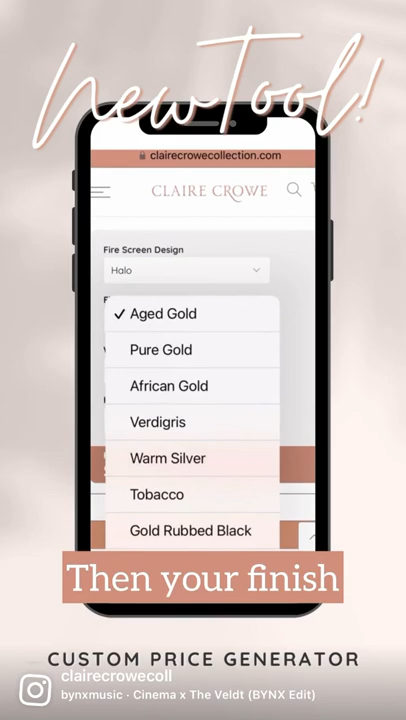 New Tool!
clairecrowecollection.com
CLAIRE CROWE
Fire Screen Design
Halo
Aged Gold
Pure Gold
African Gold
Verdigris
Warm Silver
Tobacco
Gold Rubbed Black
Then your finish
CUSTOM PRICE GENERATOR
clairecrowecoll
bynxmusic · Cinema x The Veldt (BYNX Edit)